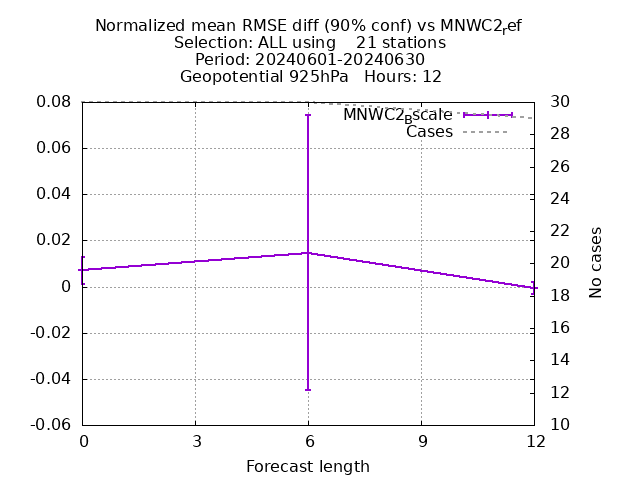 Normalized mean RMSE diff (90% conf) vs MNWC2ref
Selection: ALL using 21 stations
Period: 20240601-20240630
Geopotential 925hPa Hours: 12
MNWC2Bscale
Cases
0.08
0.06
0.04
0.02
0
-0.02
-0.04
-0.06
30
28
26
24
22
20
18
16
14
12
10
No cases
0 3 6 9 12
Forecast length